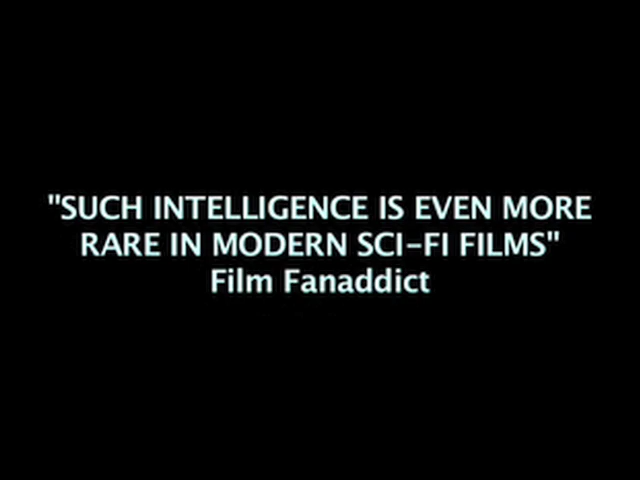 "SUCH INTELLIGENCE IS EVEN MORE
RARE IN MODERN SCI-FI FILMS"
Film Fanaddict